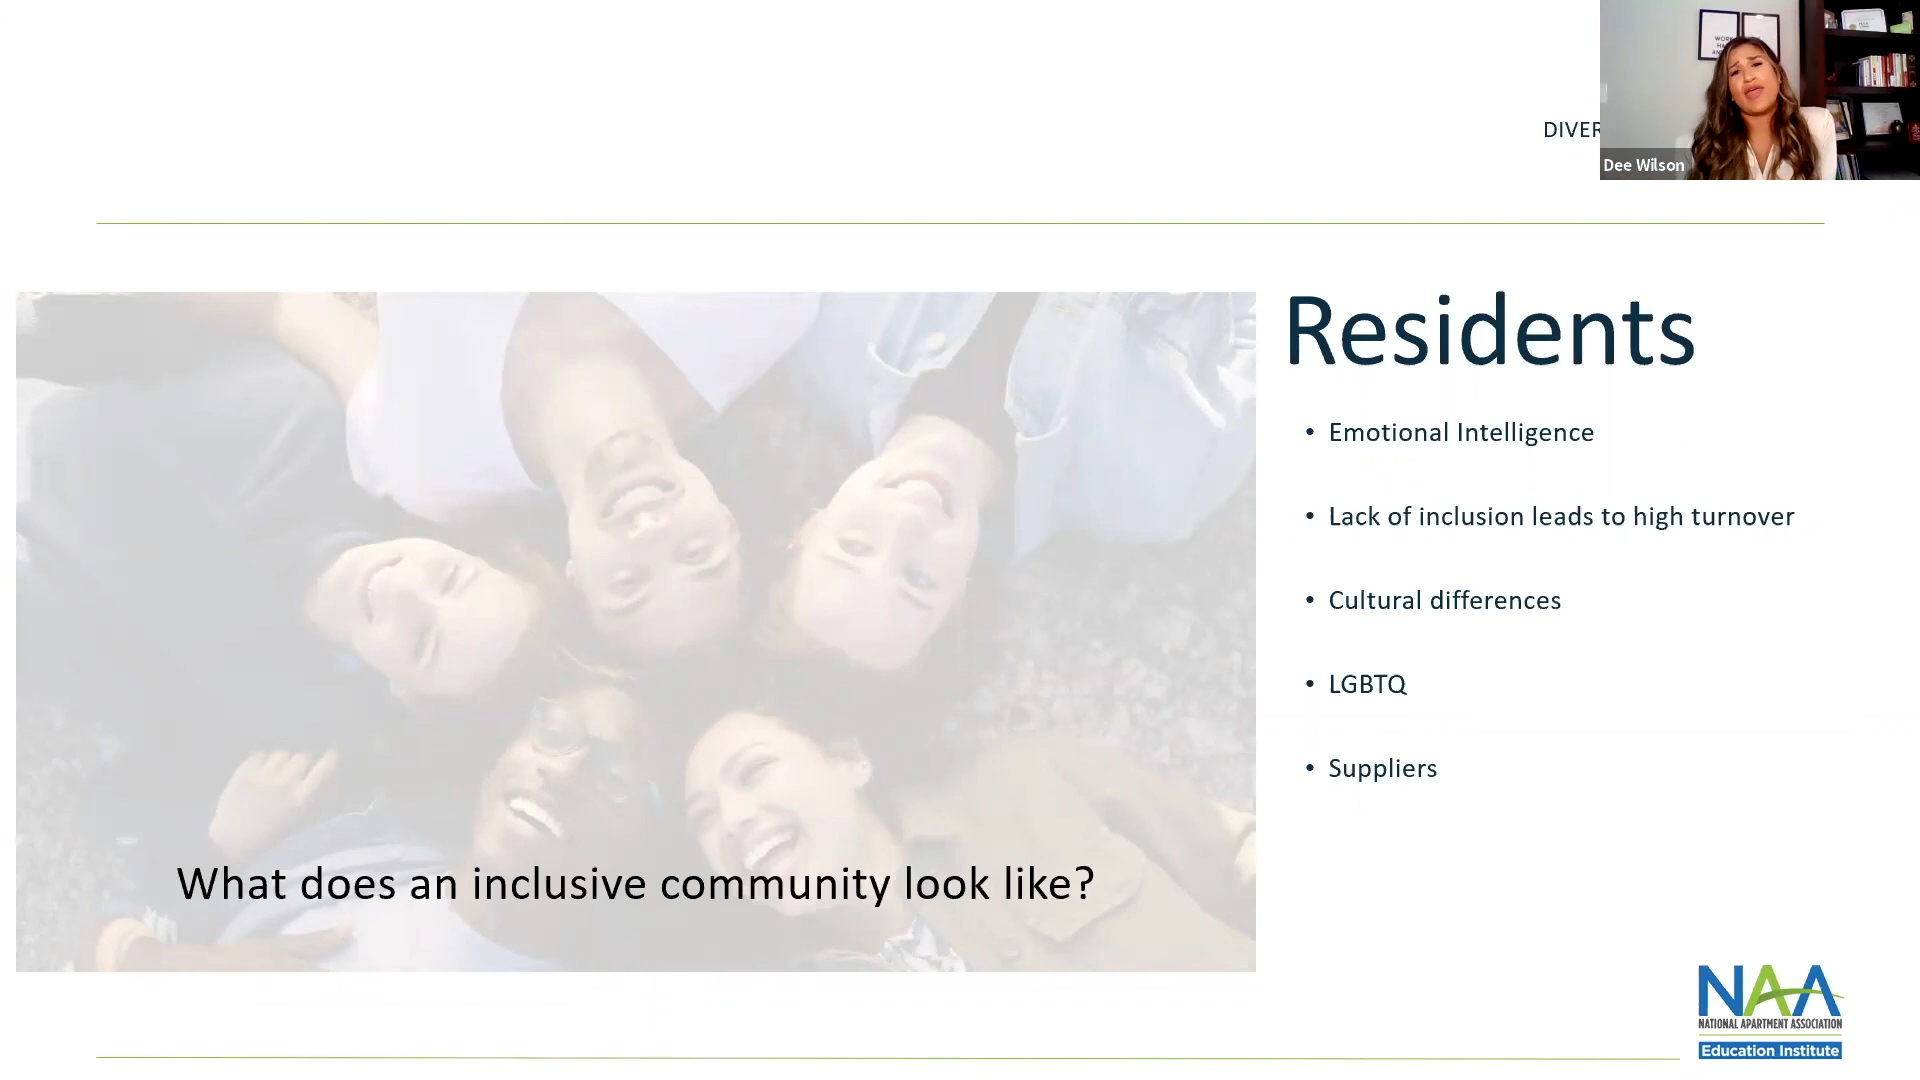 DIVER
Dee Wilson
Residents
• Emotional Intelligence
• Lack of inclusion leads to high turnover
• Cultural differences
• LGBTQ
• Suppliers
What does an inclusive community look like?
NAA
NATIONAL APARTMENT ASSOCIATION
Education Institute